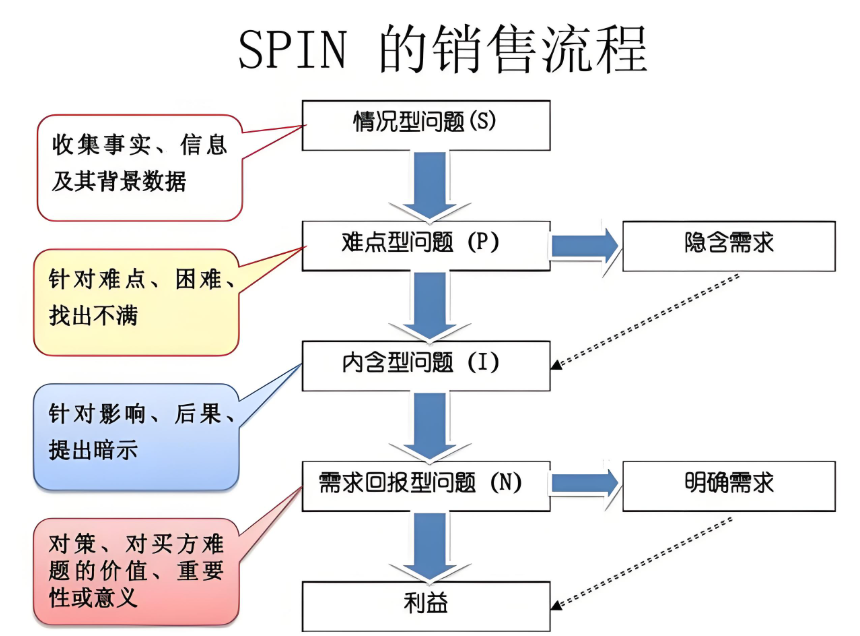 SPIN 的销售流程
情况型问题(S)
收集事实、信息
及其背景数据
难点型问题 (P)
隐含需求
针对难点、困难、
找出不满
内含型问题 (I)
针对影响、后果、
提出暗示
需求回报型问题 (N)
明确需求
对策、对买方难
题的价值、重要
性或意义
利益